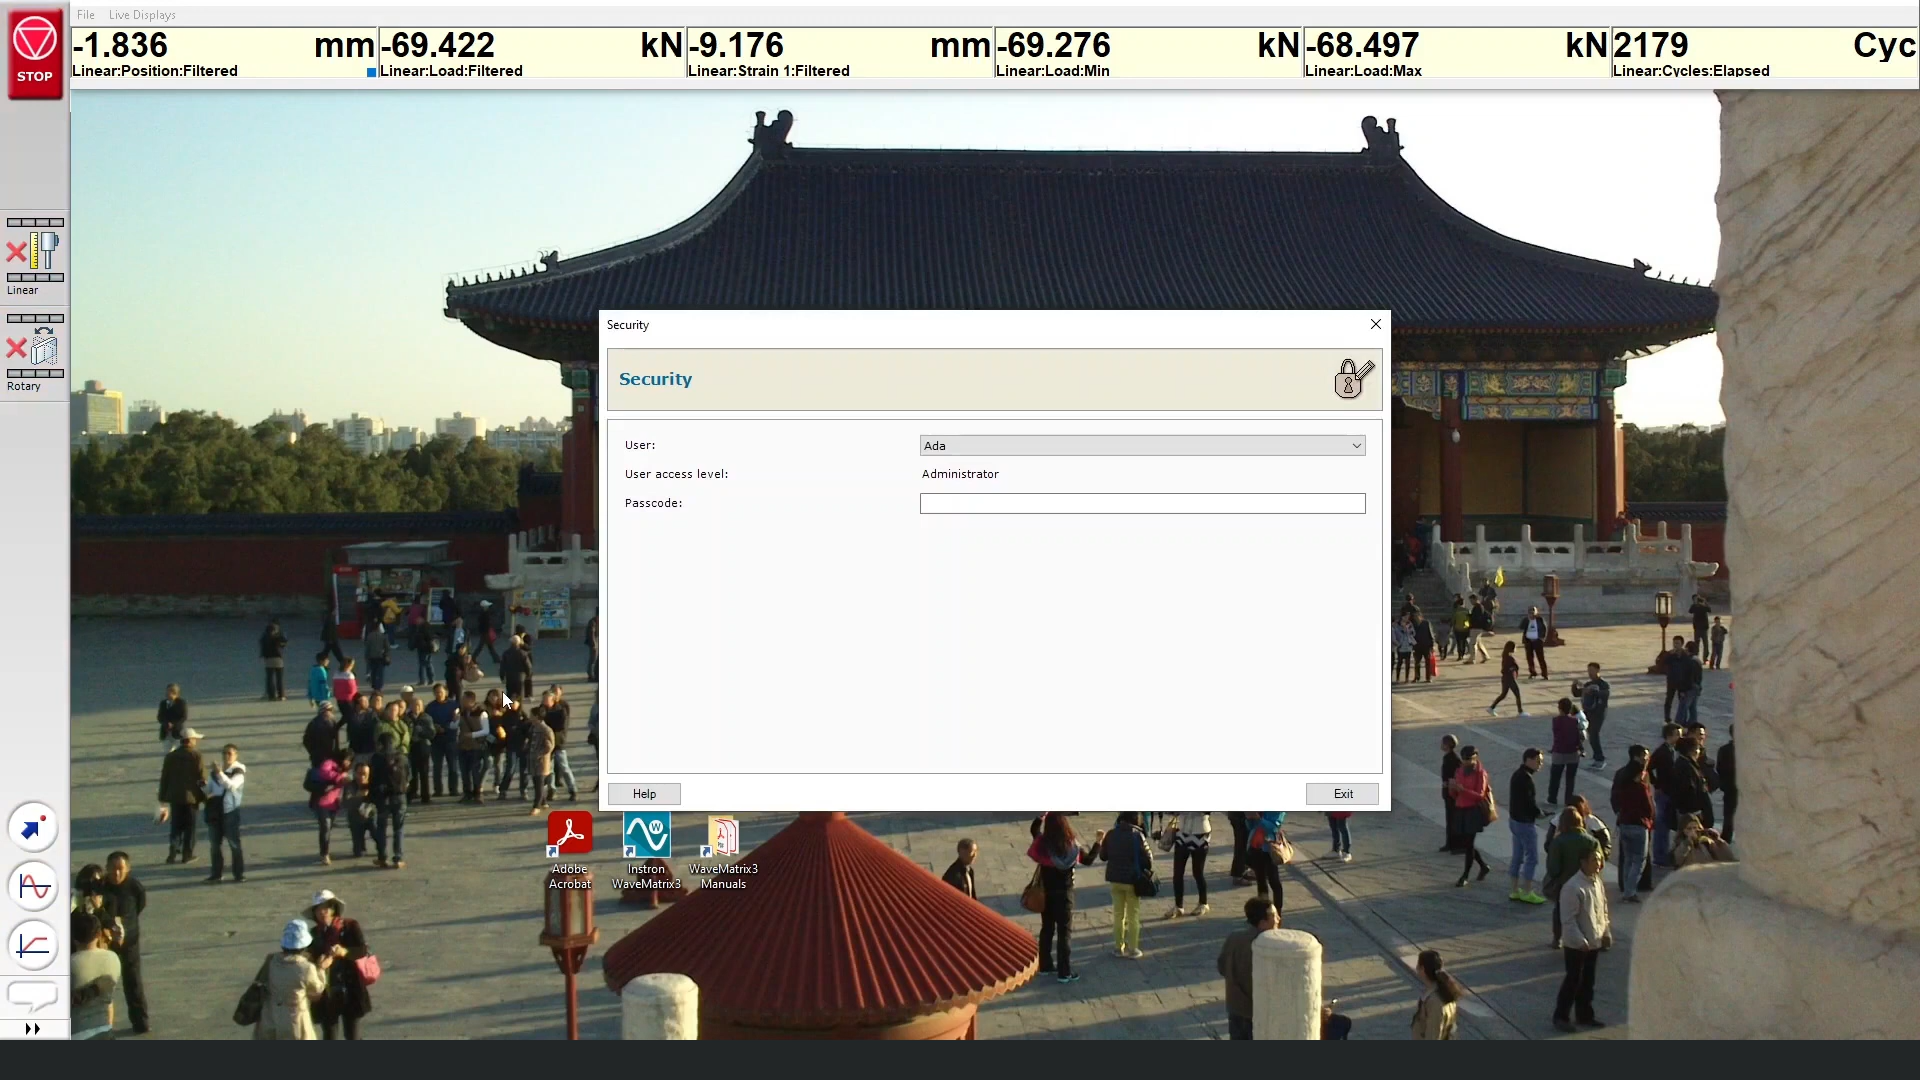 File Live Displays
STOP
-1.836 mm
Linear:Position:Filtered
-69.422 kN
Linear:Load:Filtered
-9.176 mm
Linear:Strain 1:Filtered
-69.276 kN
Linear:Load:Min
-68.497 kN
Linear:Load:Max
2179 Cyc
Linear:Cycles:Elapsed
Linear
Rotary
Security
Security
User: Ada
User access level: Administrator
Passcode:
Help Exit
Adobe
Acrobat
Instron
WaveMatrix3
WaveMatrix3
Manuals